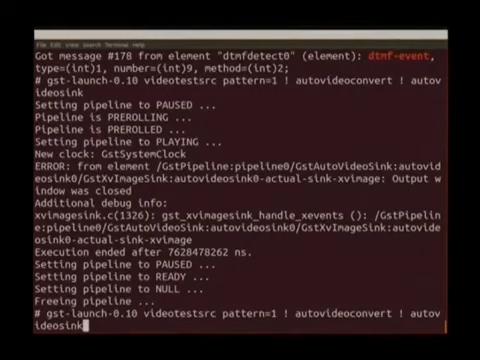 File Edit View Search Terminal Help
Got message #178 from element "dtmfdetect0" (element): dtmf-event,
type=(int)1, number=(int)9, method=(int)2;
# gst-launch-0.10 videotestsrc pattern=1 ! autovideoconvert ! autov
ideosink
Setting pipeline to PAUSED ...
Pipeline is PREROLLING ...
Pipeline is PREROLLED ...
Setting pipeline to PLAYING ...
New clock: GstSystemClock
ERROR: from element /GstPipeline:pipeline0/GstAutoVideoSink:autovid
eosink0/GstXvImageSink:autovideosink0-actual-sink-xvimage: Output w
indow was closed
Additional debug info:
xvimagesink.c(1326): gst_xvimagesink_handle_xevents (): /GstPipelin
e:pipeline0/GstAutoVideoSink:autovideosink0/GstXvImageSink:autovide
osink0-actual-sink-xvimage
Execution ended after 7628478262 ns.
Setting pipeline to PAUSED ...
Setting pipeline to READY ...
Setting pipeline to NULL ...
Freeing pipeline ...
# gst-launch-0.10 videotestsrc pattern=1 ! autovideoconvert ! autov
ideosink